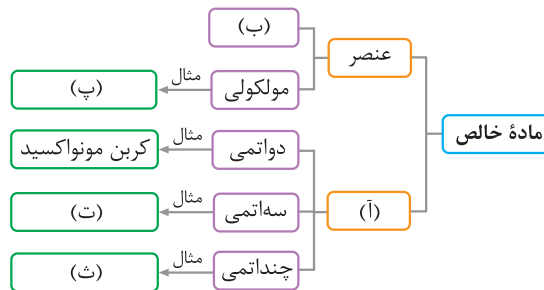 مادهٔ خالص
عنصر
(ب)
مولکولی
مثال
(پ)
(آ)
دواتمی
مثال
کربن مونواکسید
سه‌اتمی
مثال
(ت)
چنداتمی
مثال
(ث)